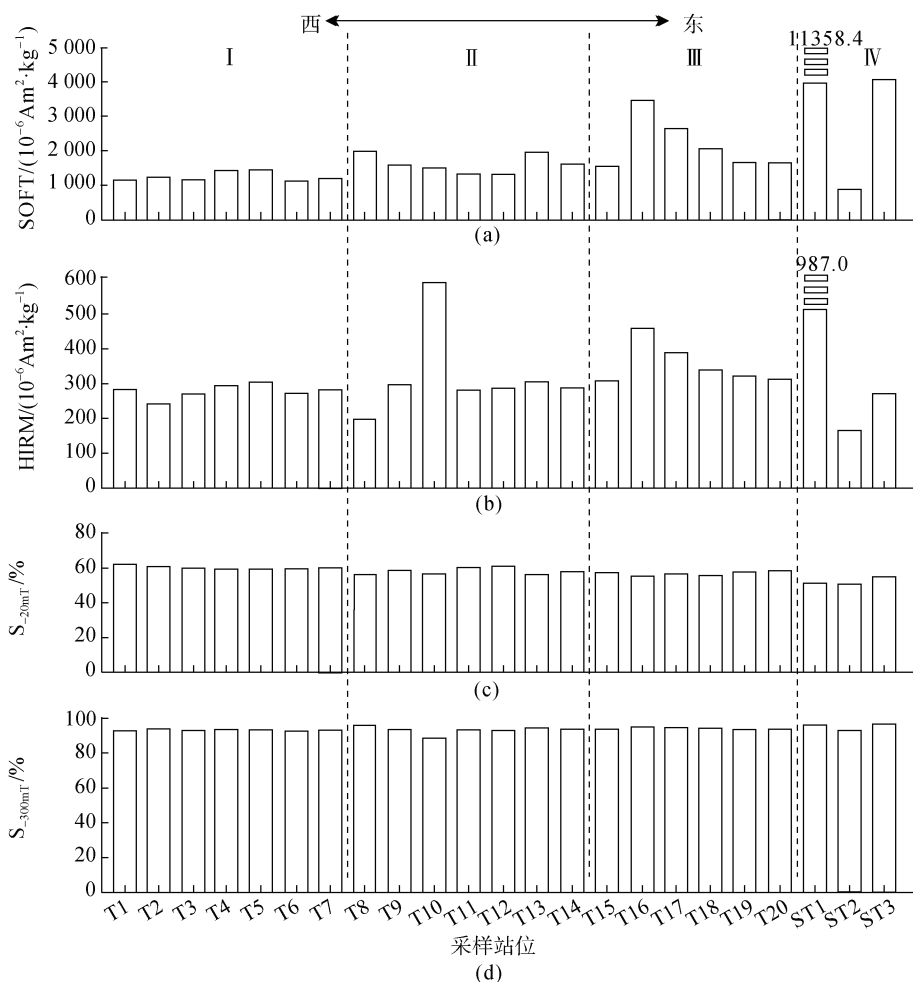 西 东
Ⅰ Ⅱ Ⅲ Ⅳ
11358.4
SOFT/(10⁻⁶Am²·kg⁻¹)
5 000
4 000
3 000
2 000
1 000
0
(a)
987.0
HIRM/(10⁻⁶Am²·kg⁻¹)
600
500
400
300
200
100
0
(b)
S₋₂₀ₘT/%
80
60
40
20
0
(c)
S₋₃₀₀ₘT/%
100
80
60
40
20
0
T1 T2 T3 T4 T5 T6 T7 T8 T9 T10 T11 T12 T13 T14 T15 T16 T17 T18 T19 T20 ST1 ST2 ST3
采样站位
(d)